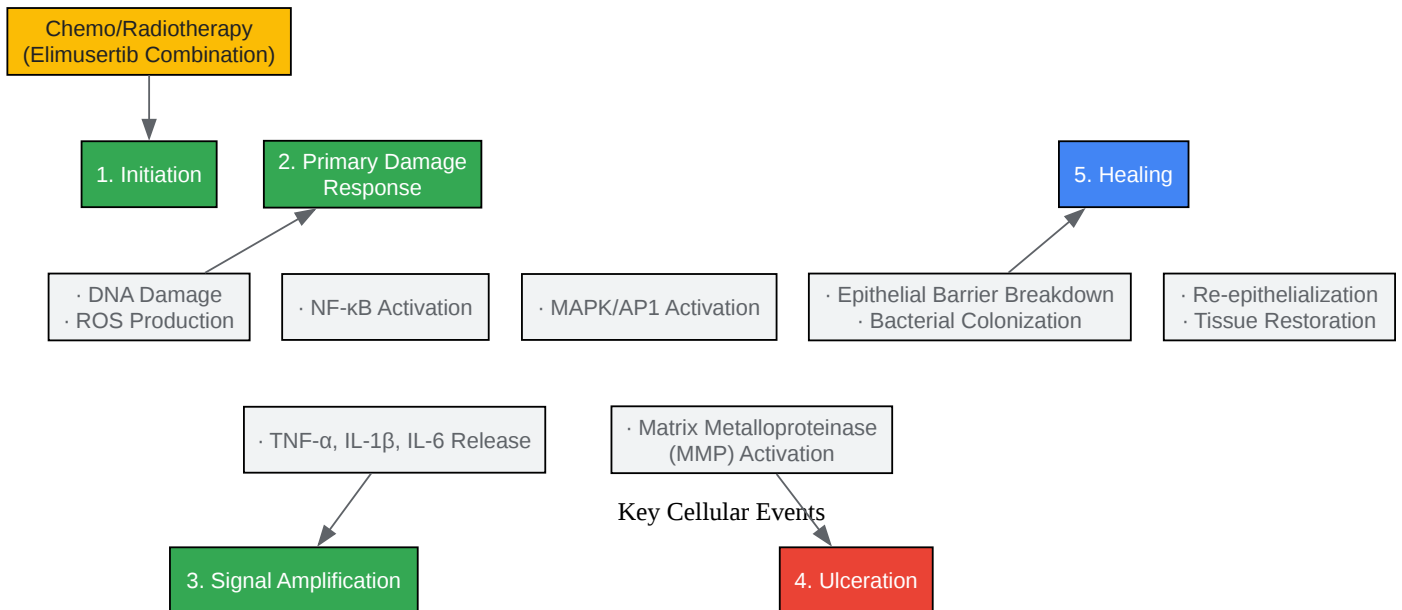 Chemo/Radiotherapy
(Elimusertib Combination)
1. Initiation
2. Primary Damage
Response
5. Healing
· DNA Damage
· ROS Production
· NF-κB Activation
· MAPK/AP1 Activation
· Epithelial Barrier Breakdown
· Bacterial Colonization
· Re-epithelialization
· Tissue Restoration
· TNF-α, IL-1β, IL-6 Release
· Matrix Metalloproteinase
(MMP) Activation
Key Cellular Events
3. Signal Amplification
4. Ulceration